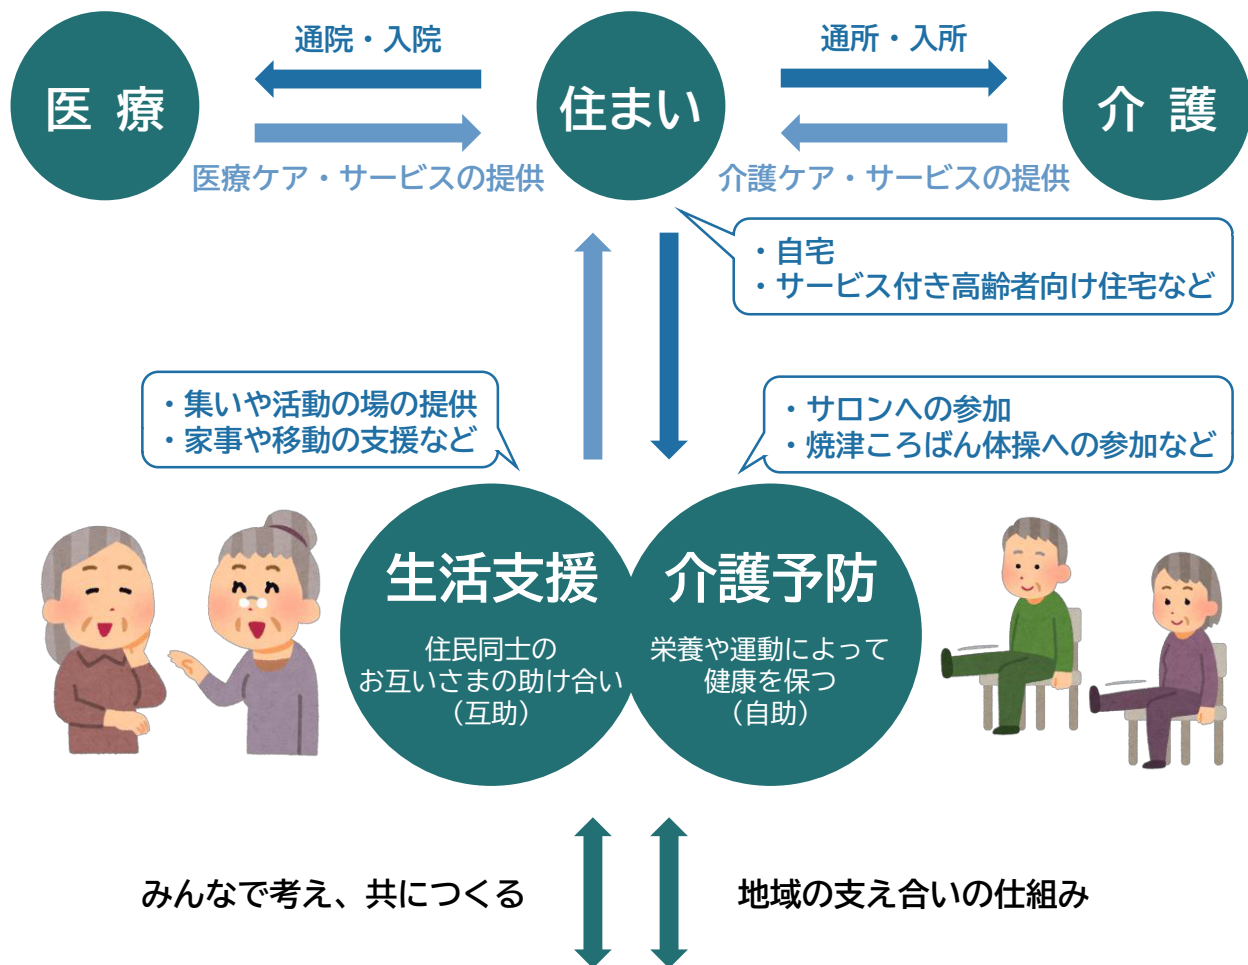 通院・入院
通所・入所
医療
住まい
介護
医療ケア・サービスの提供
介護ケア・サービスの提供
・自宅
・サービス付き高齢者向け住宅など
・集いや活動の場の提供
・家事や移動の支援など
・サロンへの参加
・焼津ころばん体操への参加など
生活支援
住民同士の
お互いさまの助け合い
（互助）
介護予防
栄養や運動によって
健康を保つ
（自助）
みんなで考え、共につくる
地域の支え合いの仕組み